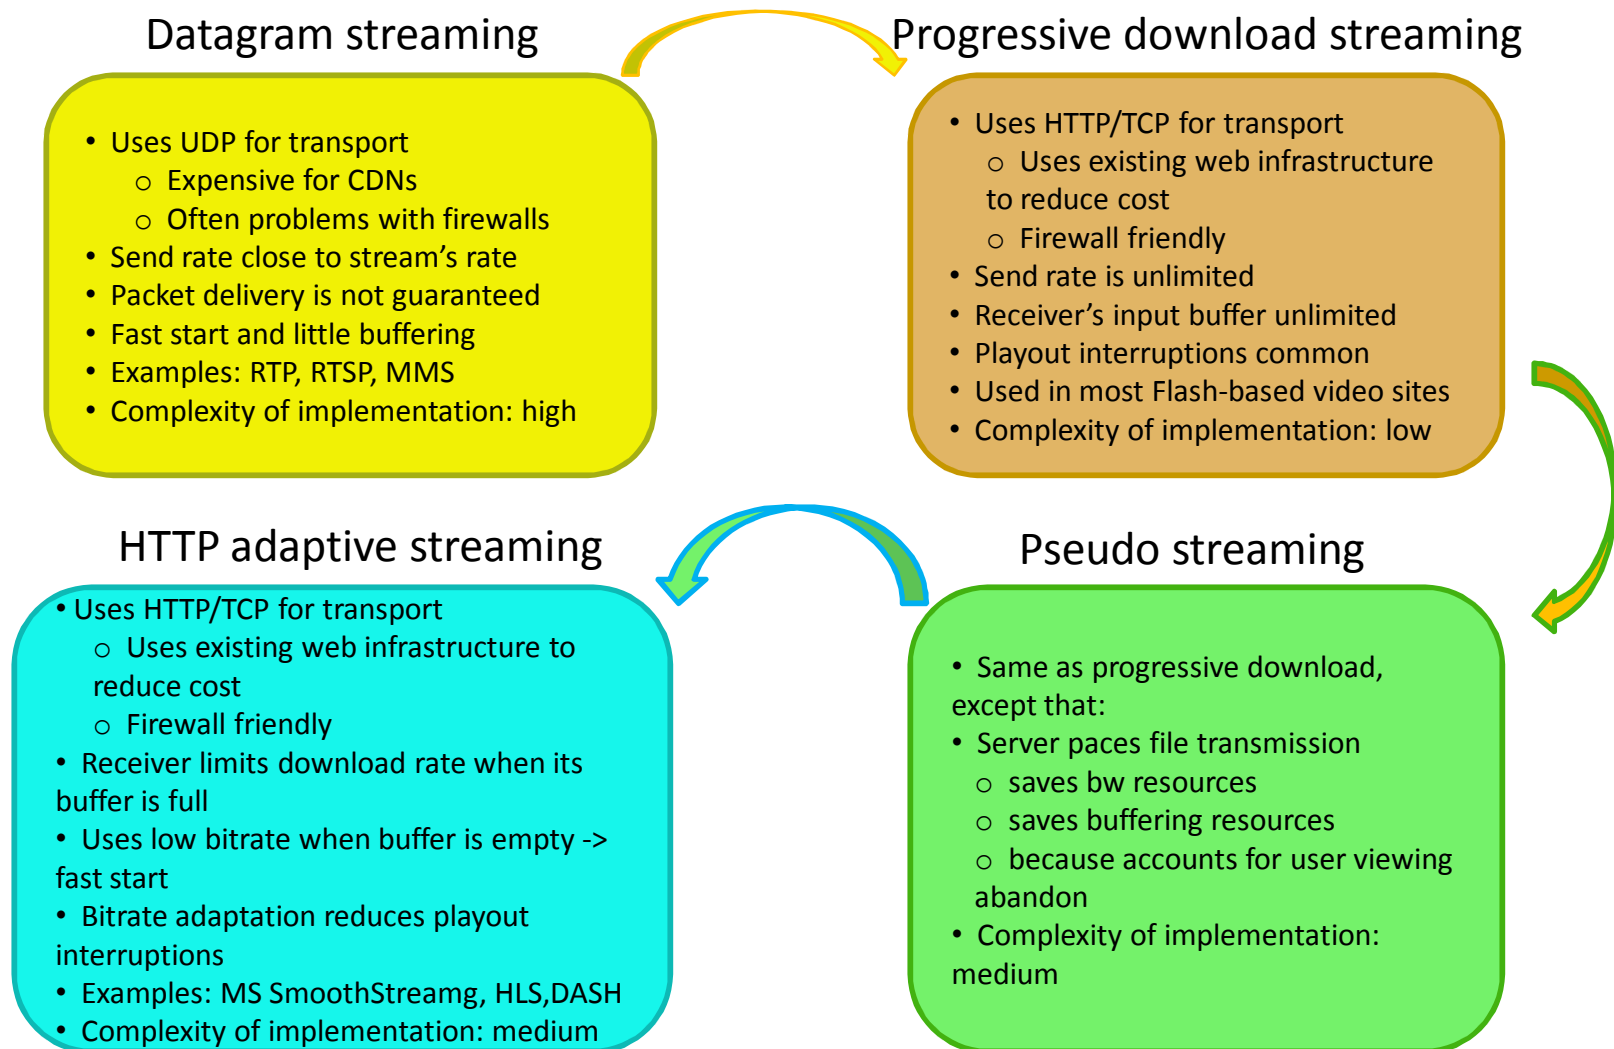 Datagram streaming
• Uses UDP for transport
o Expensive for CDNs
o Often problems with firewalls
• Send rate close to stream’s rate
• Packet delivery is not guaranteed
• Fast start and little buffering
• Examples: RTP, RTSP, MMS
• Complexity of implementation: high
Progressive download streaming
• Uses HTTP/TCP for transport
o Uses existing web infrastructure
to reduce cost
o Firewall friendly
• Send rate is unlimited
• Receiver’s input buffer unlimited
• Playout interruptions common
• Used in most Flash-based video sites
• Complexity of implementation: low
Pseudo streaming
• Same as progressive download,
except that:
• Server paces file transmission
o saves bw resources
o saves buffering resources
o because accounts for user viewing
abandon
• Complexity of implementation:
medium
HTTP adaptive streaming
• Uses HTTP/TCP for transport
o Uses existing web infrastructure to
reduce cost
o Firewall friendly
• Receiver limits download rate when its
buffer is full
• Uses low bitrate when buffer is empty ->
fast start
• Bitrate adaptation reduces playout
interruptions
• Examples: MS SmoothStreamg, HLS,DASH
• Complexity of implementation: medium